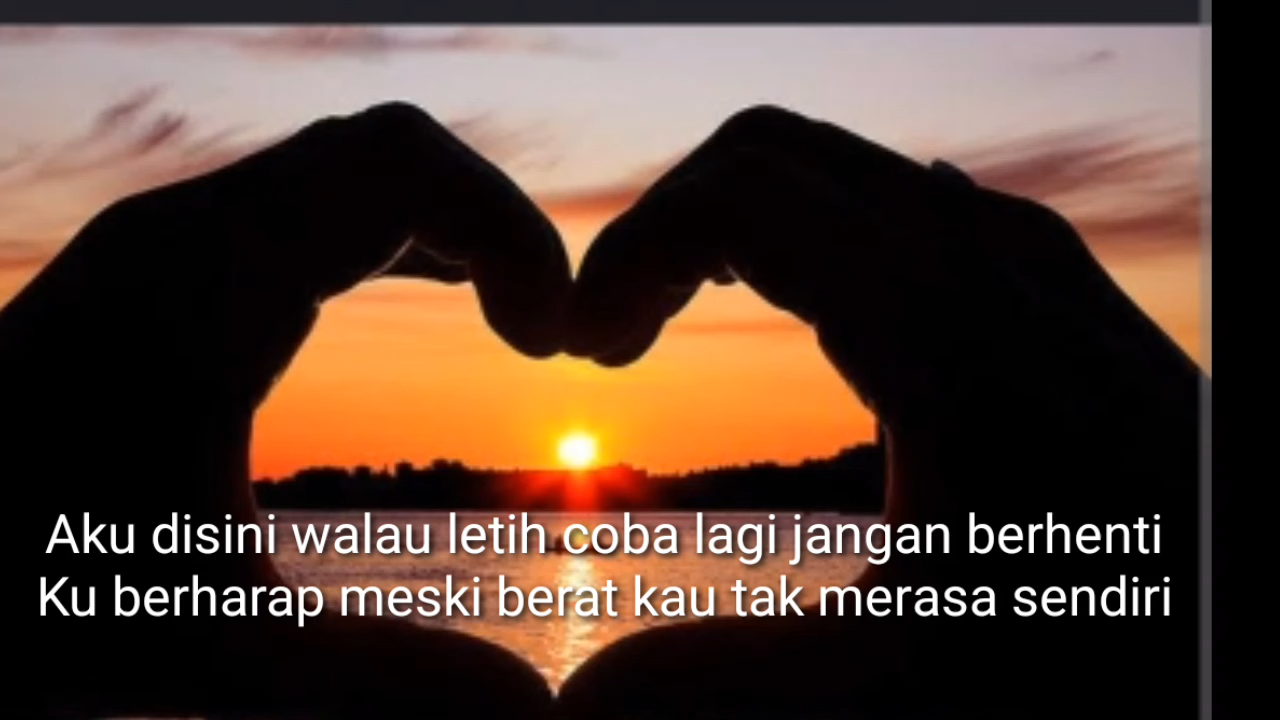 Aku disini walau letih coba lagi jangan berhenti
Ku berharap meski berat kau tak merasa sendiri